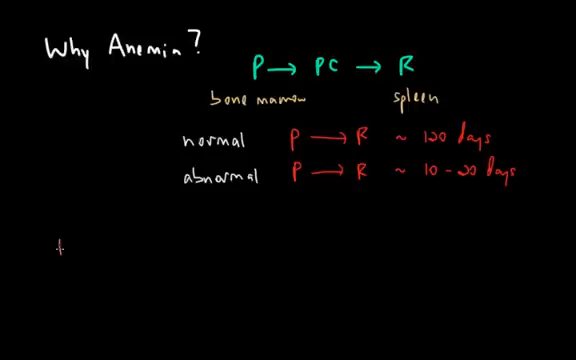 Why Anemia?
P → PC → R
bone marrow spleen
normal P → R ~ 120 days
abnormal P → R ~ 10 - 20 days